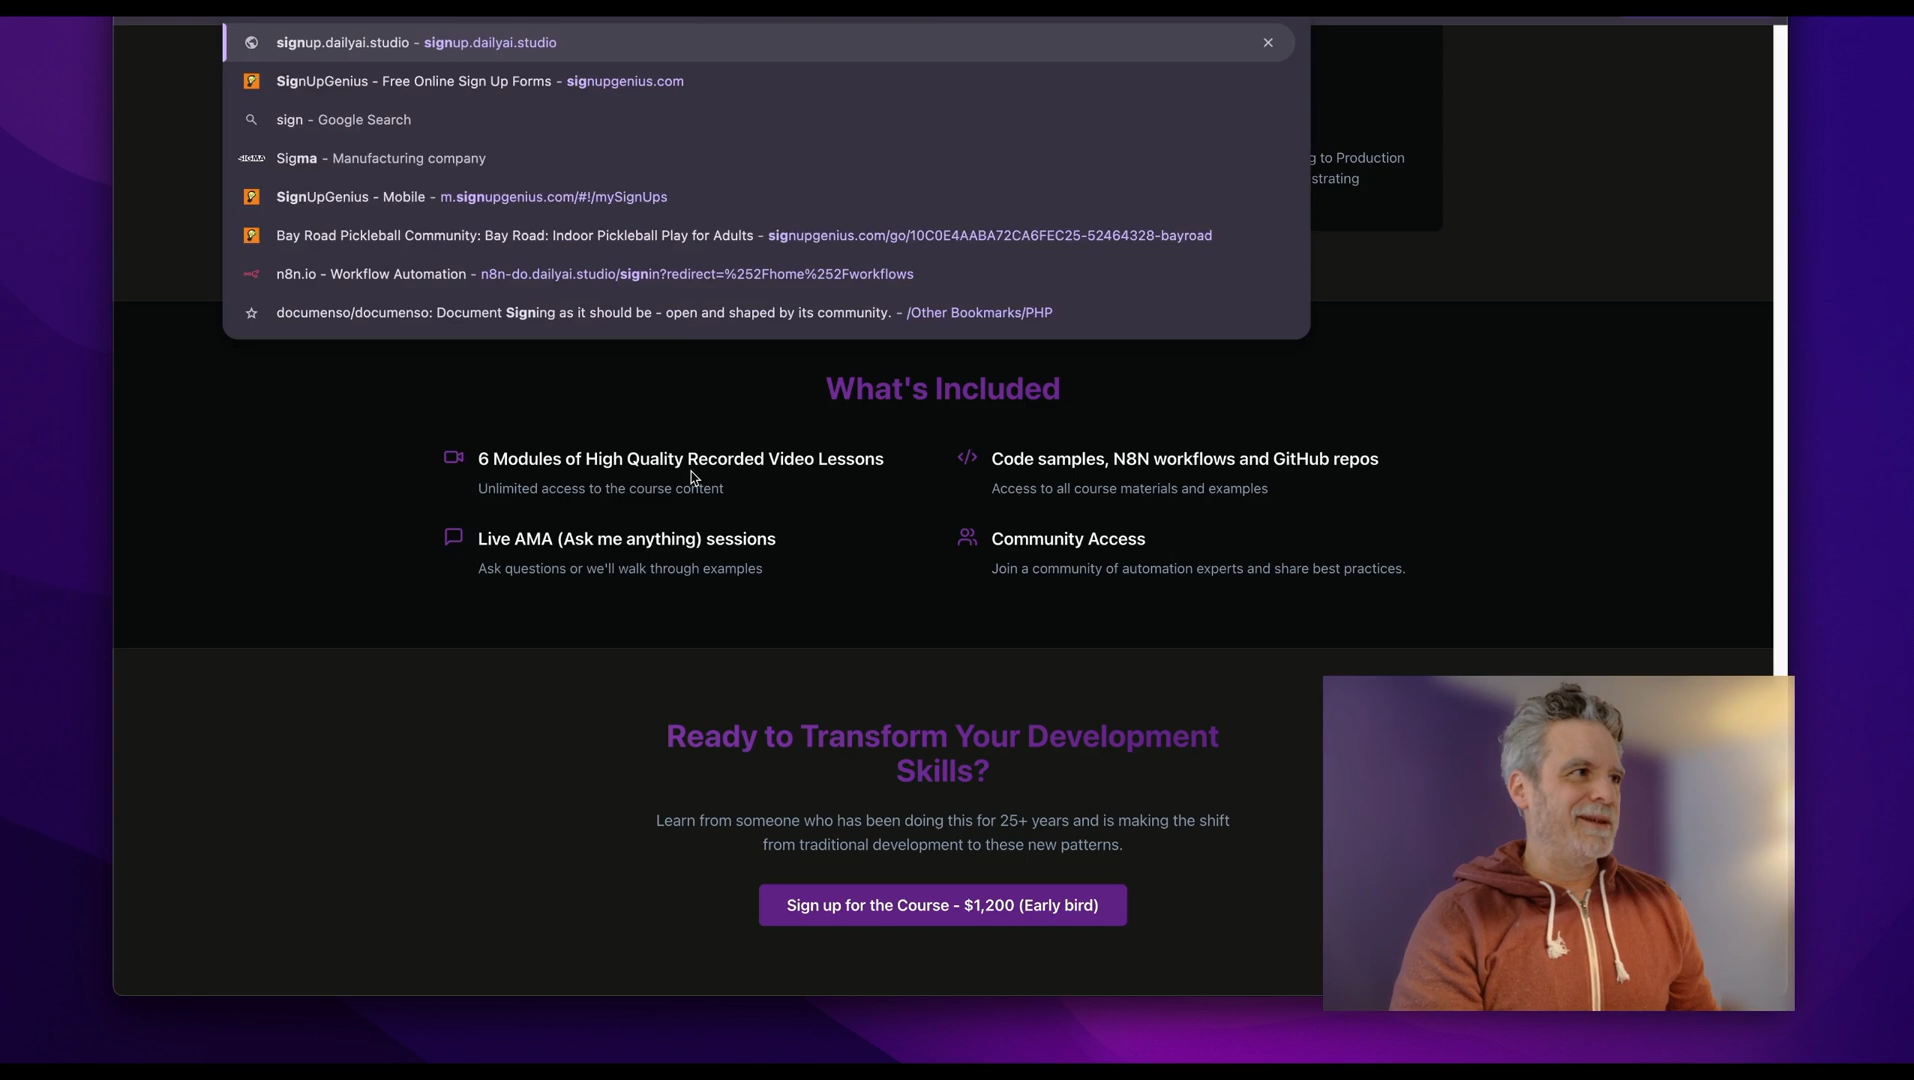 signup.dailyai.studio - signup.dailyai.studio
SignUpGenius - Free Online Sign Up Forms - signupgenius.com
sign - Google Search
SIGMA Sigma - Manufacturing company
SignUpGenius - Mobile - m.signupgenius.com/#!/mySignUps
Bay Road Pickleball Community: Bay Road: Indoor Pickleball Play for Adults - signupgenius.com/go/10C0E4AABA72CA6FEC25-52464328-bayroad
n8n.io - Workflow Automation - n8n-do.dailyai.studio/signin?redirect=%252Fhome%252Fworkflows
documenso/documenso: Document Signing as it should be - open and shaped by its community. - /Other Bookmarks/PHP
g to Production
strating
What's Included
6 Modules of High Quality Recorded Video Lessons
Unlimited access to the course content
Code samples, N8N workflows and GitHub repos
Access to all course materials and examples
Live AMA (Ask me anything) sessions
Ask questions or we'll walk through examples
Community Access
Join a community of automation experts and share best practices.
Ready to Transform Your Development
Skills?
Learn from someone who has been doing this for 25+ years and is making the shift
from traditional development to these new patterns.
Sign up for the Course - $1,200 (Early bird)